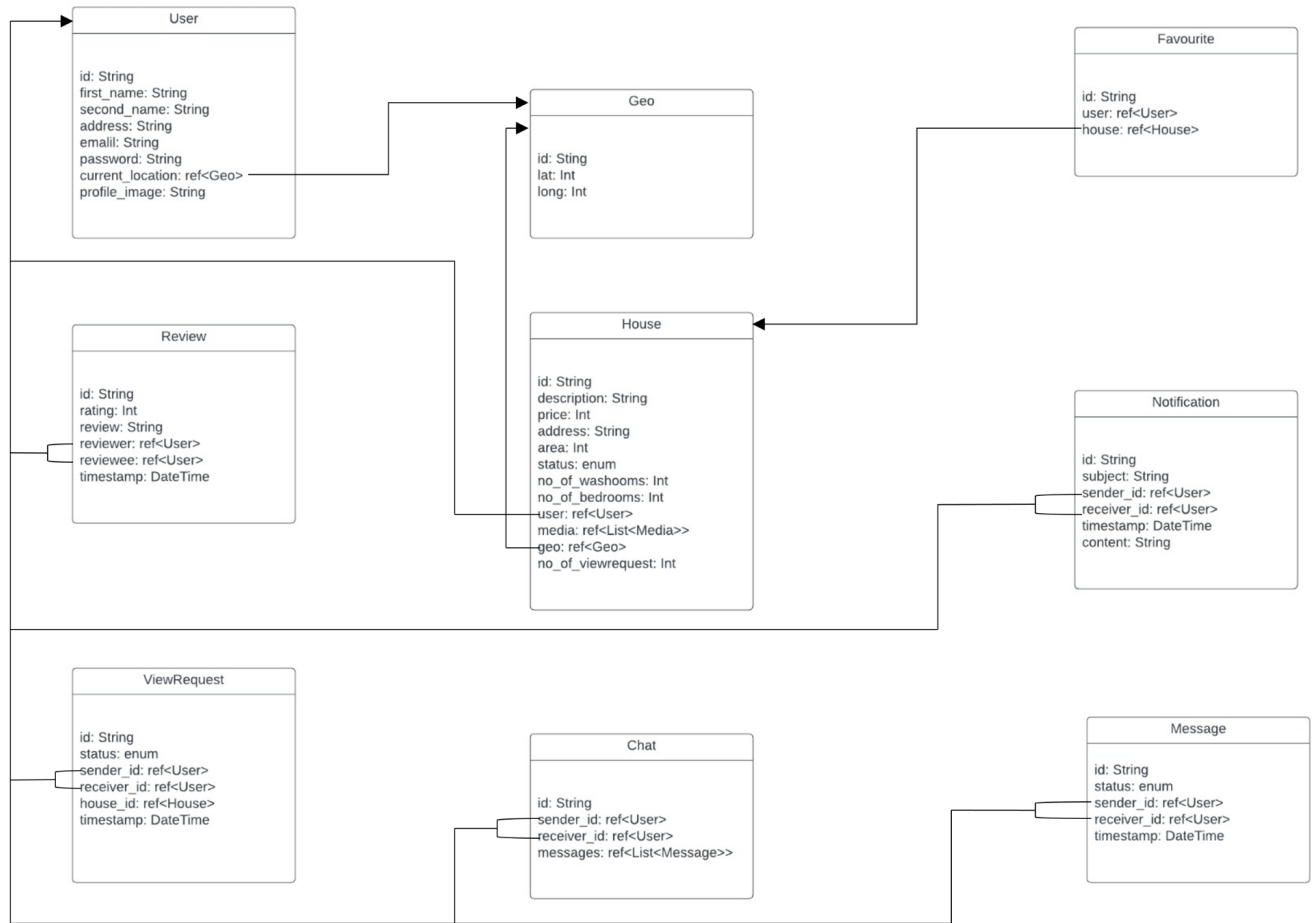 User
id: String
first_name: String
second_name: String
address: String
emalil: String
password: String
current_location: ref<Geo>
profile_image: String
Geo
id: Sting
lat: Int
long: Int
Favourite
id: String
user: ref<User>
house: ref<House>
Review
id: String
rating: Int
review: String
reviewer: ref<User>
reviewee: ref<User>
timestamp: DateTime
House
id: String
description: String
price: Int
address: String
area: Int
status: enum
no_of_washooms: Int
no_of_bedrooms: Int
user: ref<User>
media: ref<List<Media>>
geo: ref<Geo>
no_of_viewrequest: Int
Notification
id: String
subject: String
sender_id: ref<User>
receiver_id: ref<User>
timestamp: DateTime
content: String
ViewRequest
id: String
status: enum
sender_id: ref<User>
receiver_id: ref<User>
house_id: ref<House>
timestamp: DateTime
Chat
id: String
sender_id: ref<User>
receiver_id: ref<User>
messages: ref<List<Message>>
Message
id: String
status: enum
sender_id: ref<User>
receiver_id: ref<User>
timestamp: DateTime